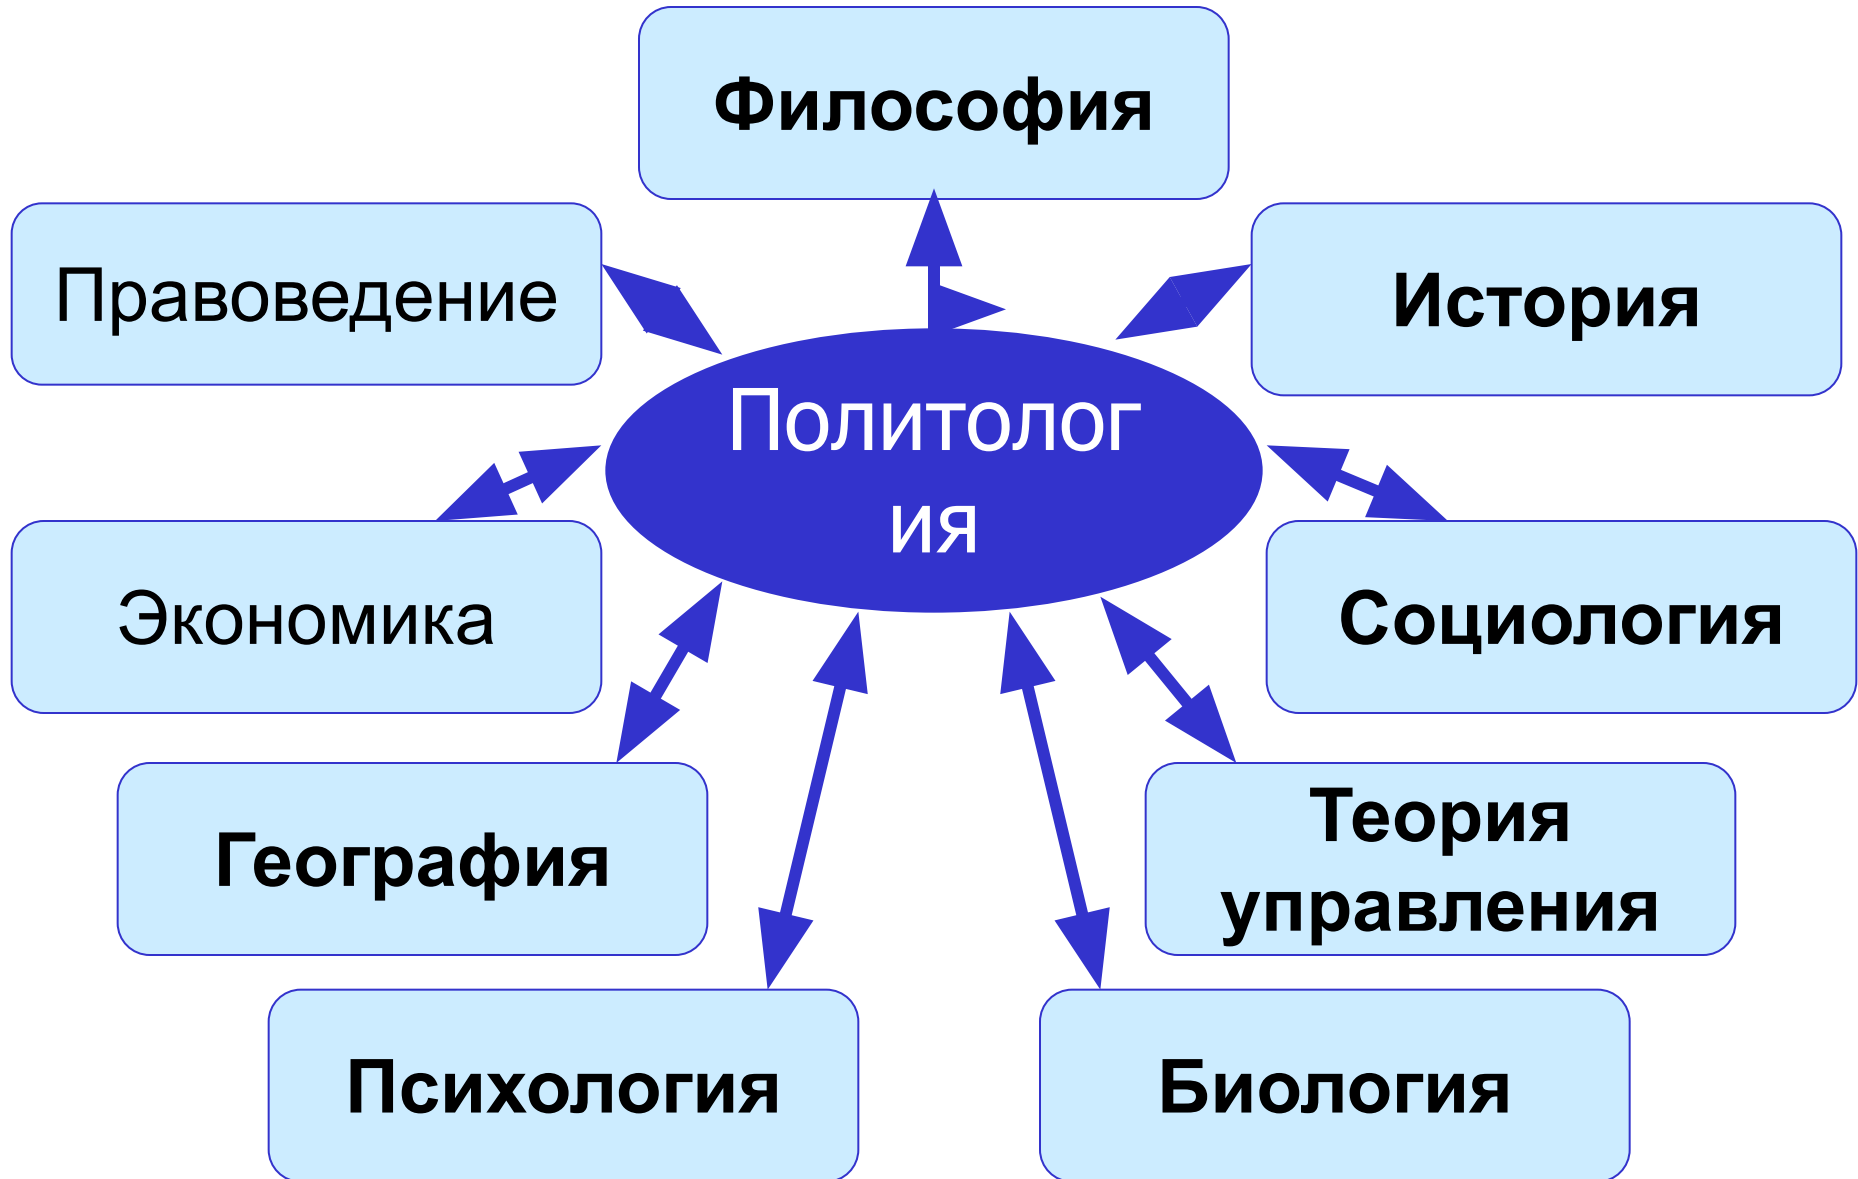 Философия
Правоведение
История
Политолог
ия
Экономика
Социология
География
Теория
управления
Психология
Биология